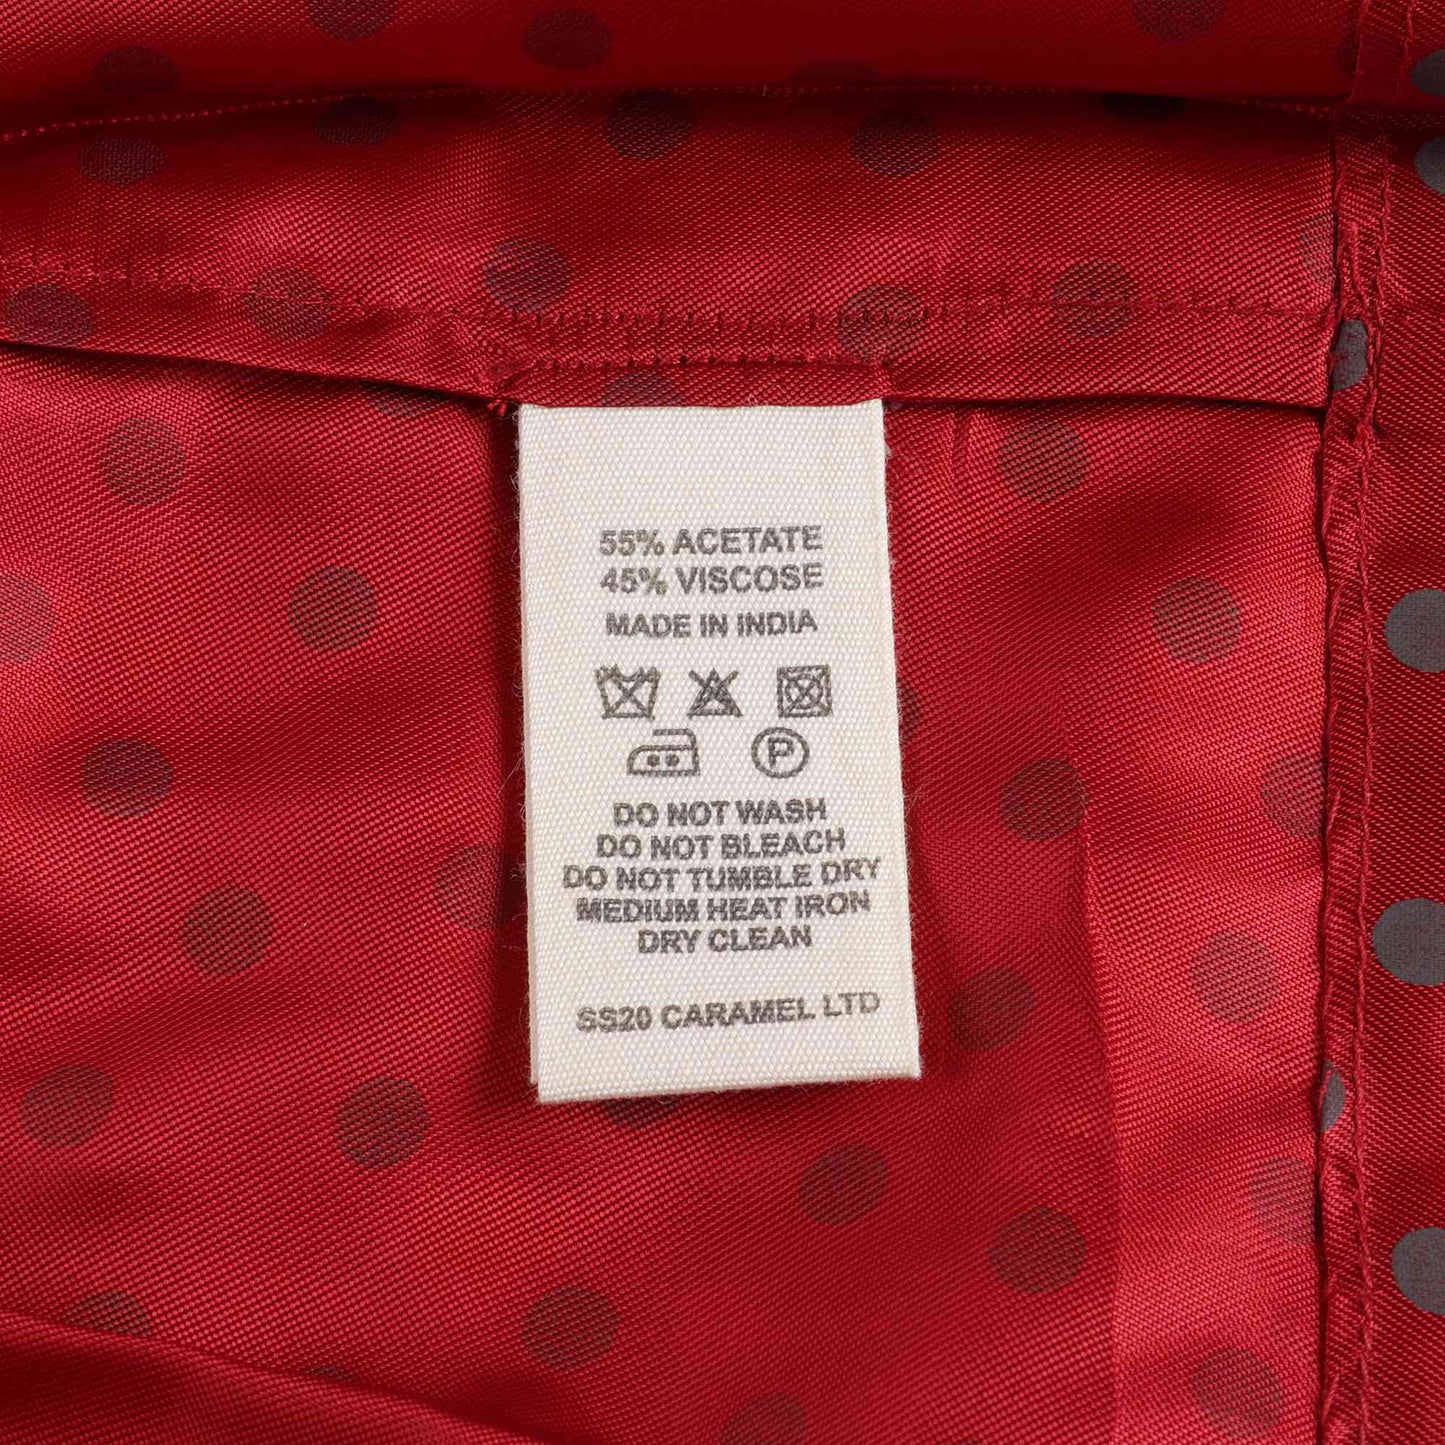 55% ACETATE
45% VISCOSE
MADE IN INDIA
P
DO NOT WASH
DO NOT BLEACH
DO NOT TUMBLE DRY
MEDIUM HEAT IRON
DRY CLEAN
SS20 CARAMEL LTD